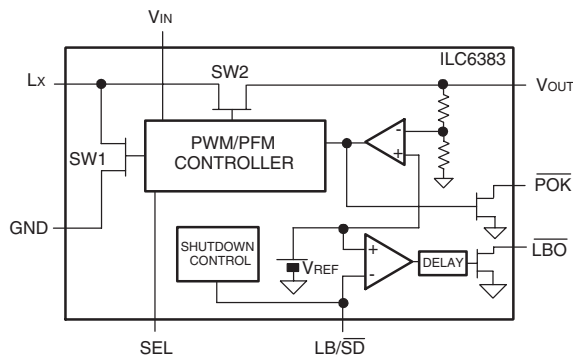 VIN
ILC6383
LX
SW2
VOUT
PWM/PFM
CONTROLLER
-
+
SW1
POK
GND
SHUTDOWN
CONTROL
VREF
+
-
DELAY
LBO
SEL
LB/SD